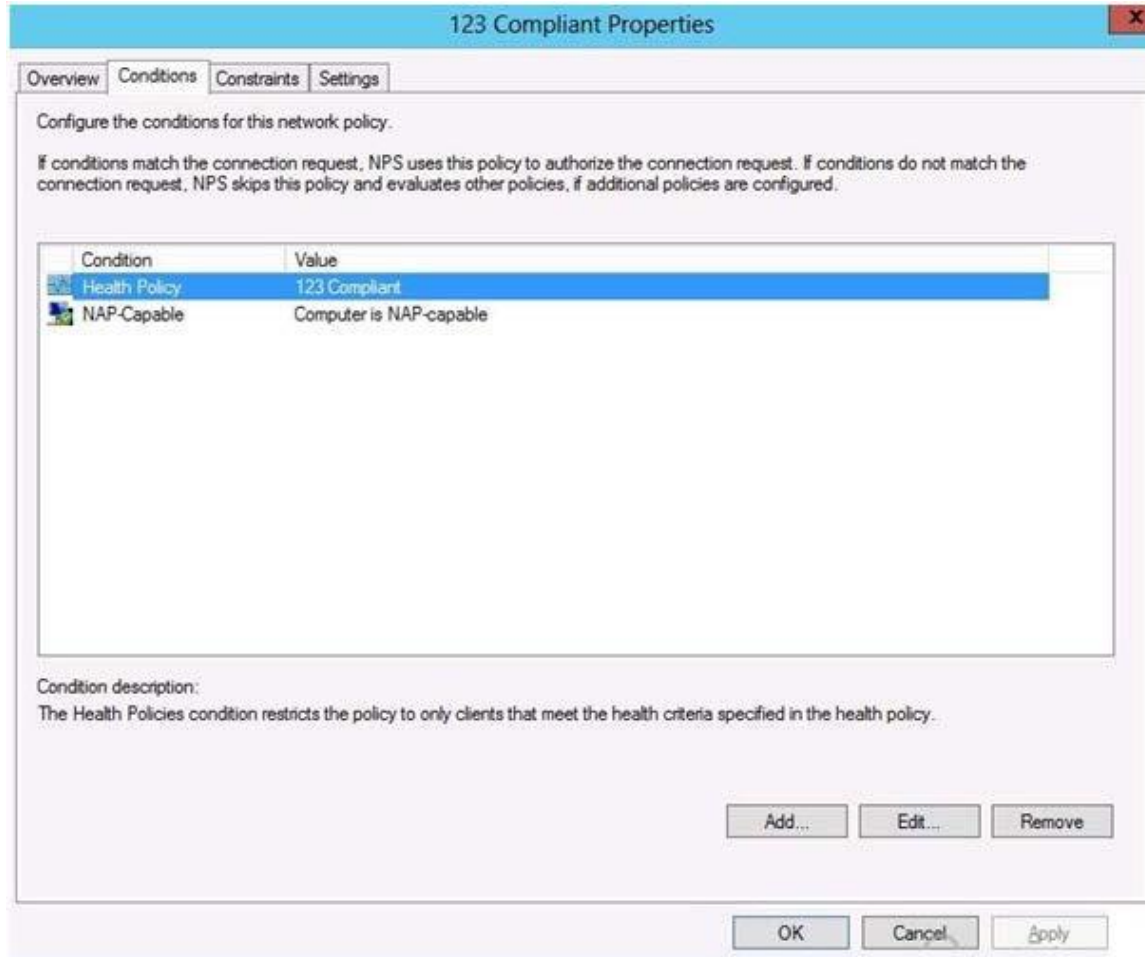 123 Compliant Properties
x
Overview Conditions Constraints Settings
Configure the conditions for this network policy.
If conditions match the connection request, NPS uses this policy to authorize the connection request. If conditions do not match the
connection request, NPS skips this policy and evaluates other policies, if additional policies are configured.
Condition Value
Health Policy 123 Compliant
NAP-Capable Computer is NAP-capable
Condition description:
The Health Policies condition restricts the policy to only clients that meet the health criteria specified in the health policy.
Add... Edit... Remove
OK Cancel Apply